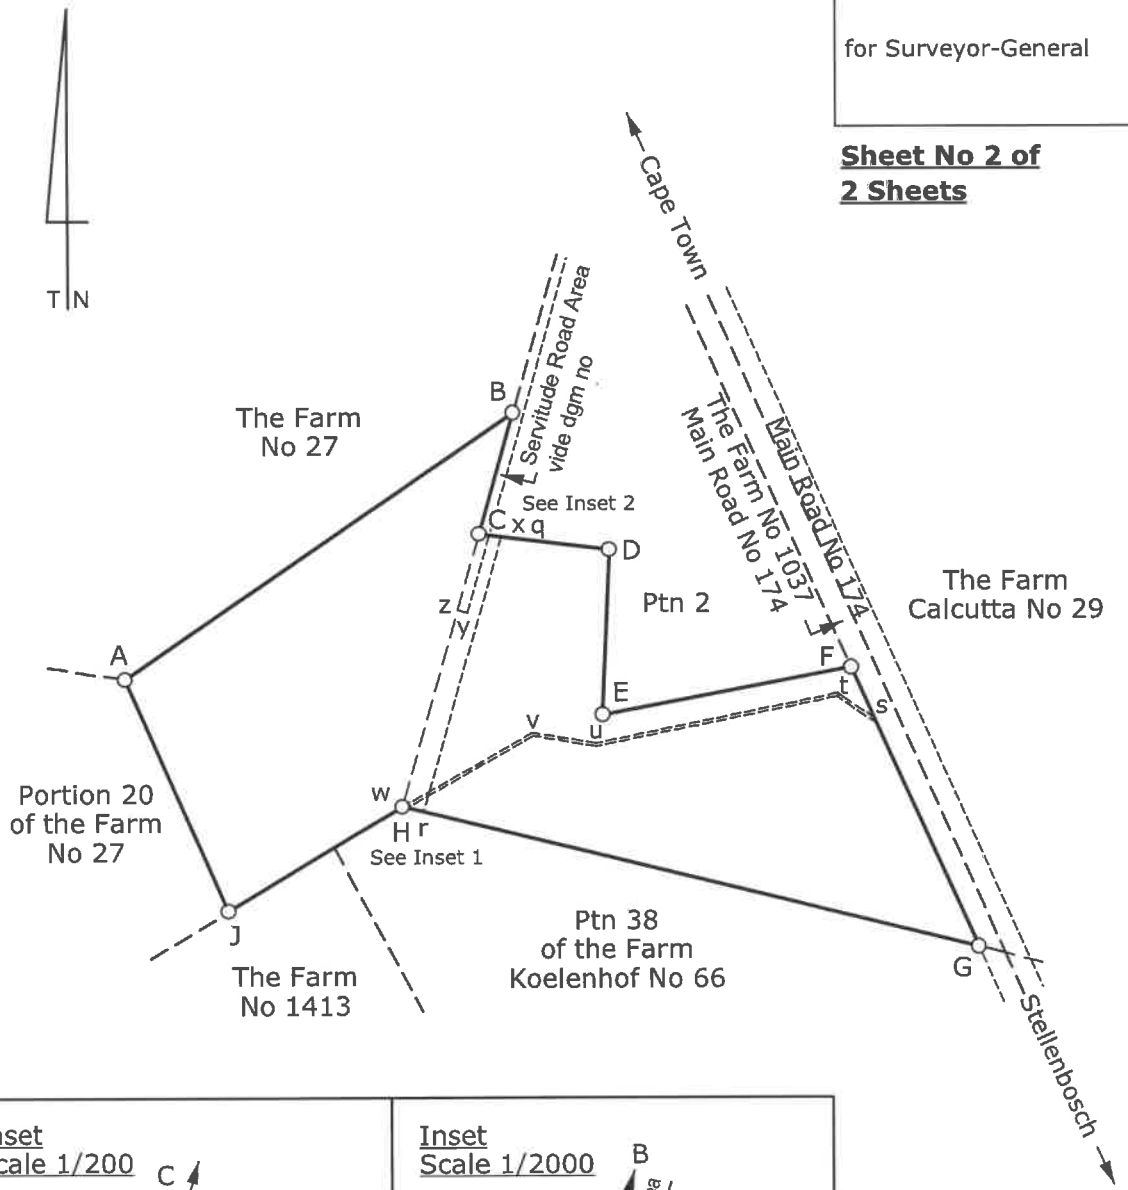 for Surveyor-General
Sheet No 2 of
2 Sheets
T N
Cape Town
Servitude Road Area
vide dgm no
B
The Farm
No 27
The Farm No 1037
Main Road No 174
Main Road No 174
See Inset 2
C x q
D
The Farm
Calcutta No 29
Ptn 2
z
y
A
F
E
t
s
u
v
Portion 20
of the Farm
No 27
w
H r
See Inset 1
J
Ptn 38
of the Farm
Koelenhof No 66
G
The Farm
No 1413
Stellenbosch
Inset
Scale 1/2000
B
C
cale 1/200